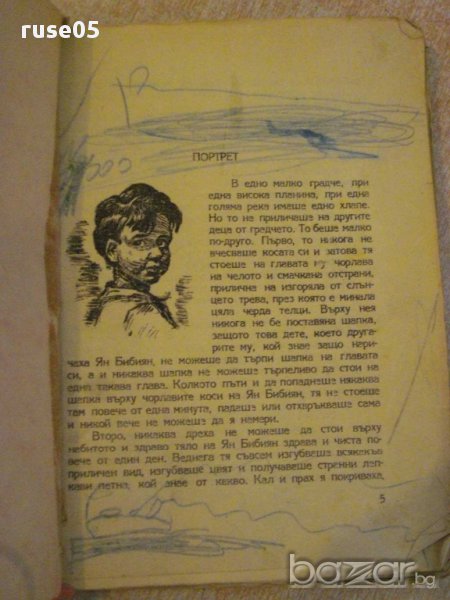 ruse05
ПОРТРЕТ
В едно малко градче, при
една висока планина, при една
голяма река имаше едно хлапе.
Но то на приличаше на другите
деца от градчето. То беше малко
по-друго. Първо, то никога не
вчесваше косата си и затова тя
стоеше на главата му чорлава
на челото и смачкана отстрани,
прилична на изгоряла от слън-
цето трева, през която е минала
цяла черда телци. Върху нея
никога не бе поставяна шапка,
защото това дете, което друга-
рите му, кой знае защо нари-
чаха Ян Бибиян, не можеше да търпи шапка на главата
си, а и никаква шапка не можеше търпеливо да стои на
една такава глава. Колкото пъти и да попаднеше някаква
шапка върху чорлавите коси на Ян Бибиян, тя не стоеше
там повече от една минута, падаше или отхвръкваше сама
и никой вече не можеше да я намери.
Второ, никаква дреха не можеше да стои върху
набитото и здраво тяло на Ян Бибиян здрава и чиста по-
вече от един ден. Веднага тя съвсем изгубваше всякакъв
приличен вид, изгубваше цвят и получаваше странни леп-
кави петна, кой знае от какво. Кал и прах я покриваха,
5
bazar.bg